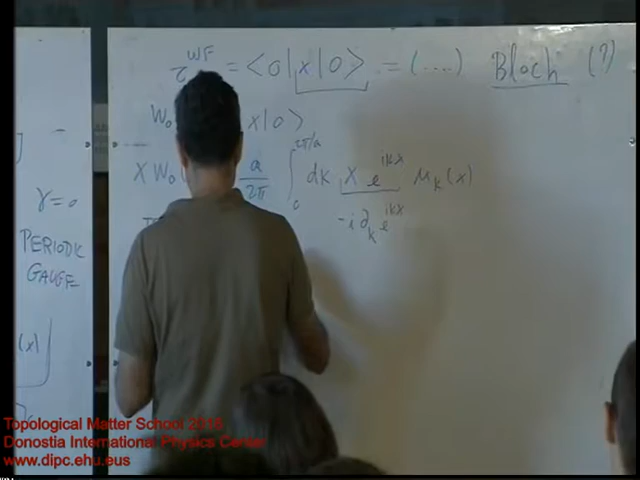 γ=0
PERIODIC
GAUGE
(x)
τ^WF = <0|x|0> = (....) Bloch (?)
W₀ x|0>
x W₀ a/2π ∫₀^{2π/a} dk x e^{ikx} u_k(x)
-i∂_k e^{ikx}
Topological Matter School 2016
Donostia International Physics Center
www.dipc.ehu.eus